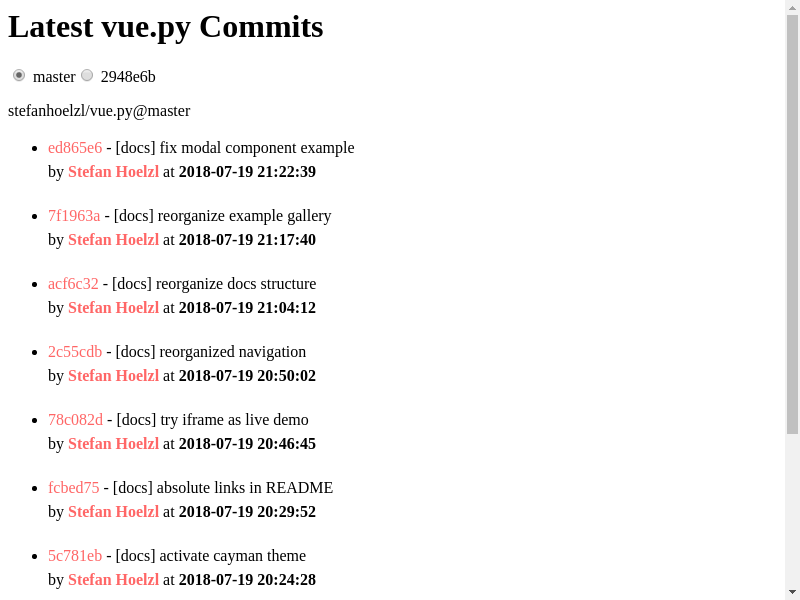 Latest vue.py Commits
master 2948e6b
stefanhoelzl/vue.py@master
ed865e6 - [docs] fix modal component example
by Stefan Hoelzl at 2018-07-19 21:22:39
7f1963a - [docs] reorganize example gallery
by Stefan Hoelzl at 2018-07-19 21:17:40
acf6c32 - [docs] reorganize docs structure
by Stefan Hoelzl at 2018-07-19 21:04:12
2c55cdb - [docs] reorganized navigation
by Stefan Hoelzl at 2018-07-19 20:50:02
78c082d - [docs] try iframe as live demo
by Stefan Hoelzl at 2018-07-19 20:46:45
fcbed75 - [docs] absolute links in README
by Stefan Hoelzl at 2018-07-19 20:29:52
5c781eb - [docs] activate cayman theme
by Stefan Hoelzl at 2018-07-19 20:24:28